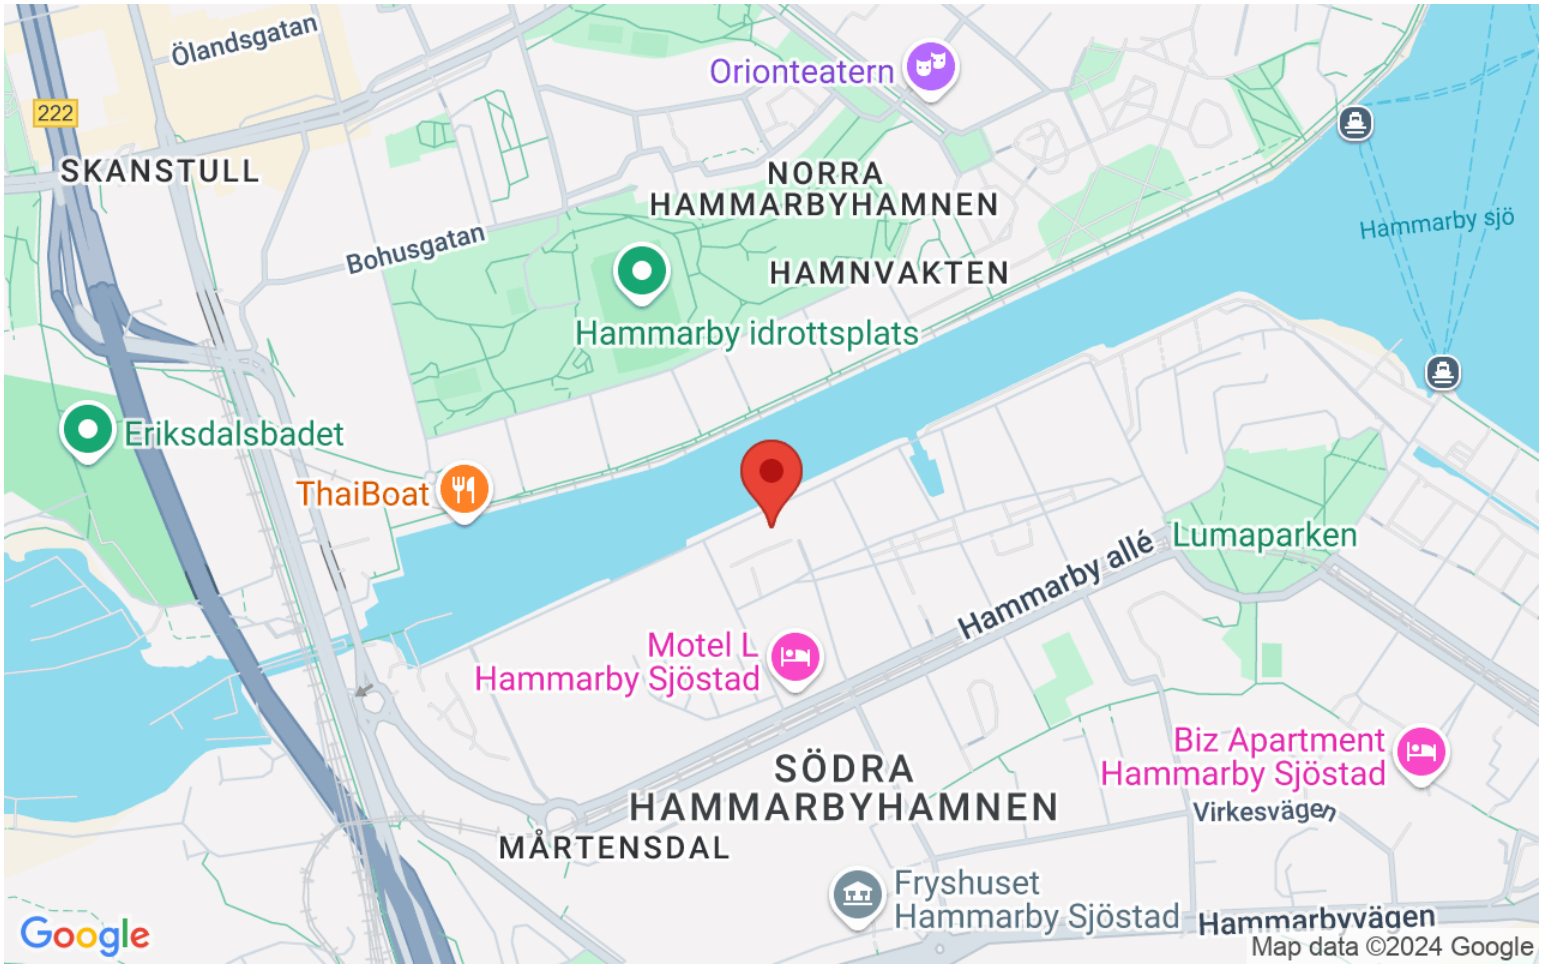 Ölandsgatan
Orionteatern
222
SKANSTULL
NORRA
HAMMARBYHAMNEN
Hammarby sjö
Bohusgatan
HAMNVAKTEN
Hammarby idrottsplats
Eriksdalsbadet
ThaiBoat
Lumaparken
Hammarby allé
Motel L
Hammarby Sjöstad
Biz Apartment
Hammarby Sjöstad
SÖDRA
HAMMARBYHAMNEN
Virkesvägen
MÅRTENSDAL
Fryshuset
Hammarby Sjöstad
Hammarbyvägen
Google
Map data ©2024 Google